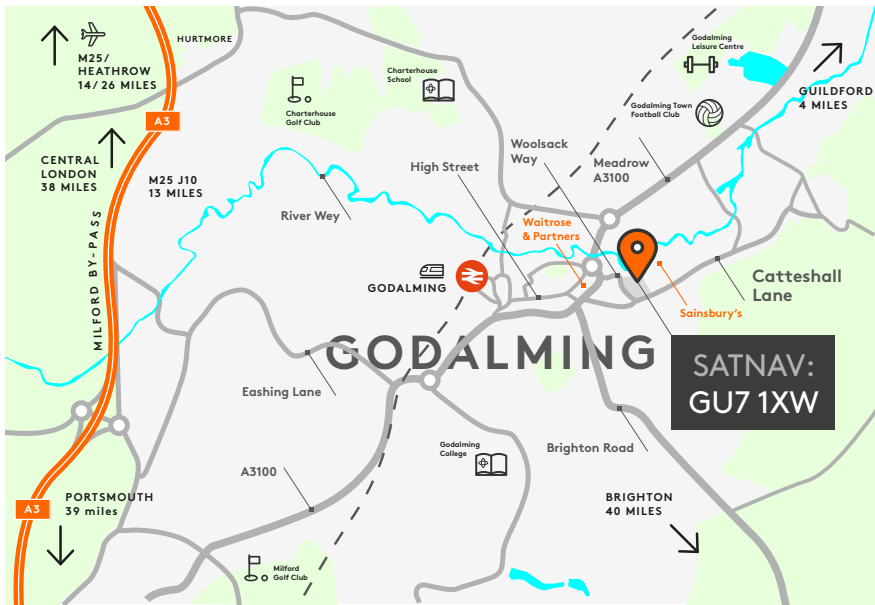 HURTMORE
M25/
HEATHROW
14/ 26 MILES
A3
CENTRAL
LONDON
38 MILES
M25 J10
13 MILES
MILFORD BY-PASS
Charterhouse
Golf Club
Charterhouse
School
Godalming
Leisure Centre
Godalming Town
Football Club
GUILDFORD
4 MILES
High Street
Woolsack
Way
Meadrow
A3100
River Wey
Waitrose
& Partners
GODALMING
Catteshall
Lane
Sainsbury's
GODALMING
SATNAV:
GU7 1XW
Eashing Lane
Godalming
College
Brighton Road
A3100
PORTSMOUTH
39 miles
A3
BRIGHTON
40 MILES
Milford
Golf Club